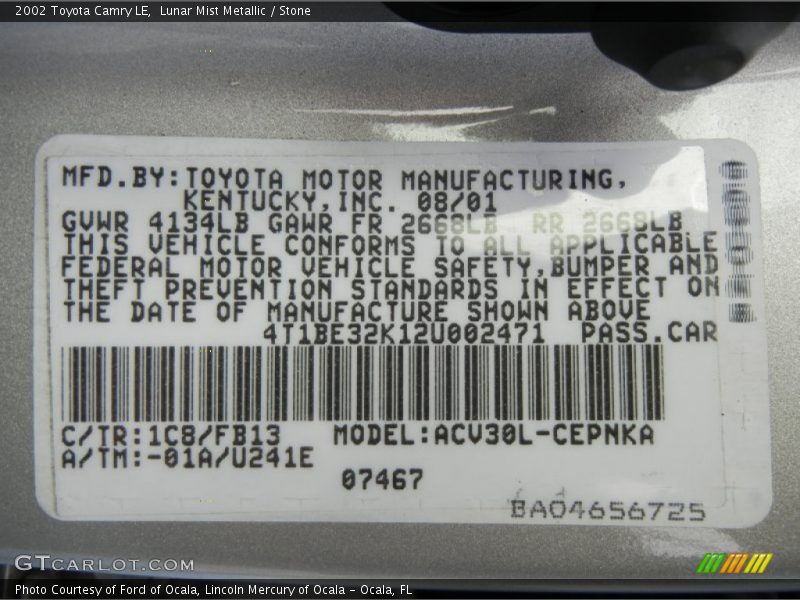 2002 Toyota Camry LE,  Lunar Mist Metallic / Stone
MFD.BY:TOYOTA MOTOR MANUFACTURING,
KENTUCKY,INC. 08/01
GVWR 4134LB GAWR FR 2668LB RR 2668LB
THIS VEHICLE CONFORMS TO ALL APPLICABLE
FEDERAL MOTOR VEHICLE SAFETY,BUMPER AND
THEFT PREVENTION STANDARDS IN EFFECT ON
THE DATE OF MANUFACTURE SHOWN ABOVE
4T1BE32K12U002471 PASS.CAR
C/TR:1C8/FB13 MODEL:ACV30L-CEPNKA
A/TM:-01A/U241E
07467
BA04656725
GTCARLOT.COM
Photo Courtesy of Ford of Ocala, Lincoln Mercury of Ocala - Ocala, FL